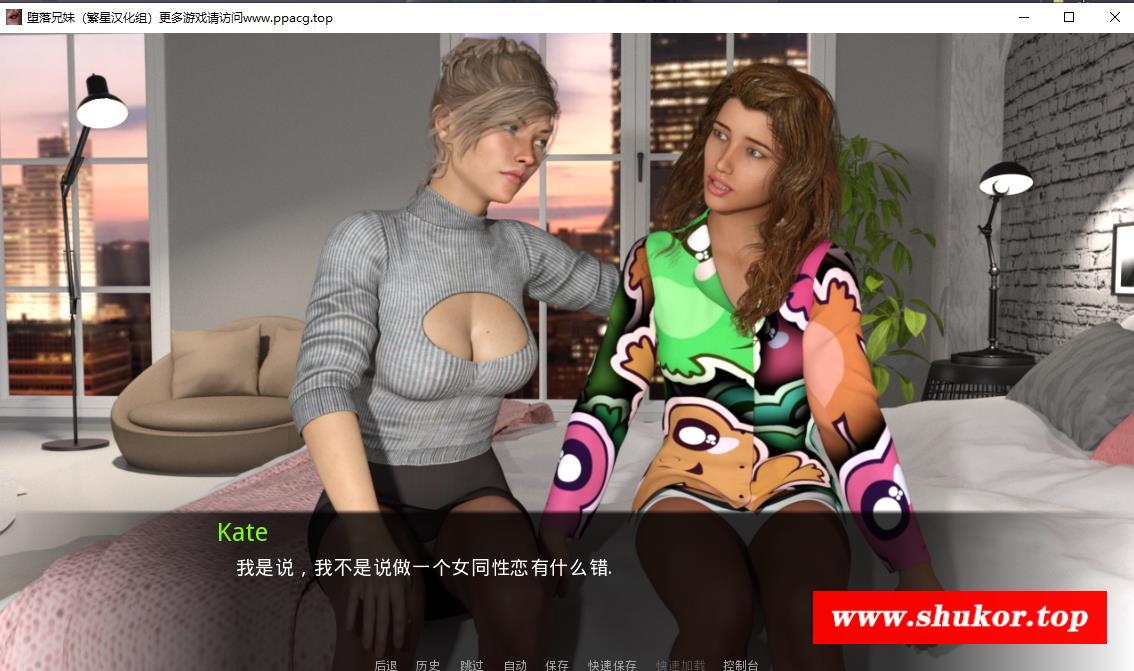 堕落兄妹（繁星汉化组）更多游戏请访问www.ppacg.top
Kate
我是说，我不是说做一个女同性恋有什么错.
www.shukor.top
后退 历史 跳过 自动 保存 快速保存 快速加载 控制台